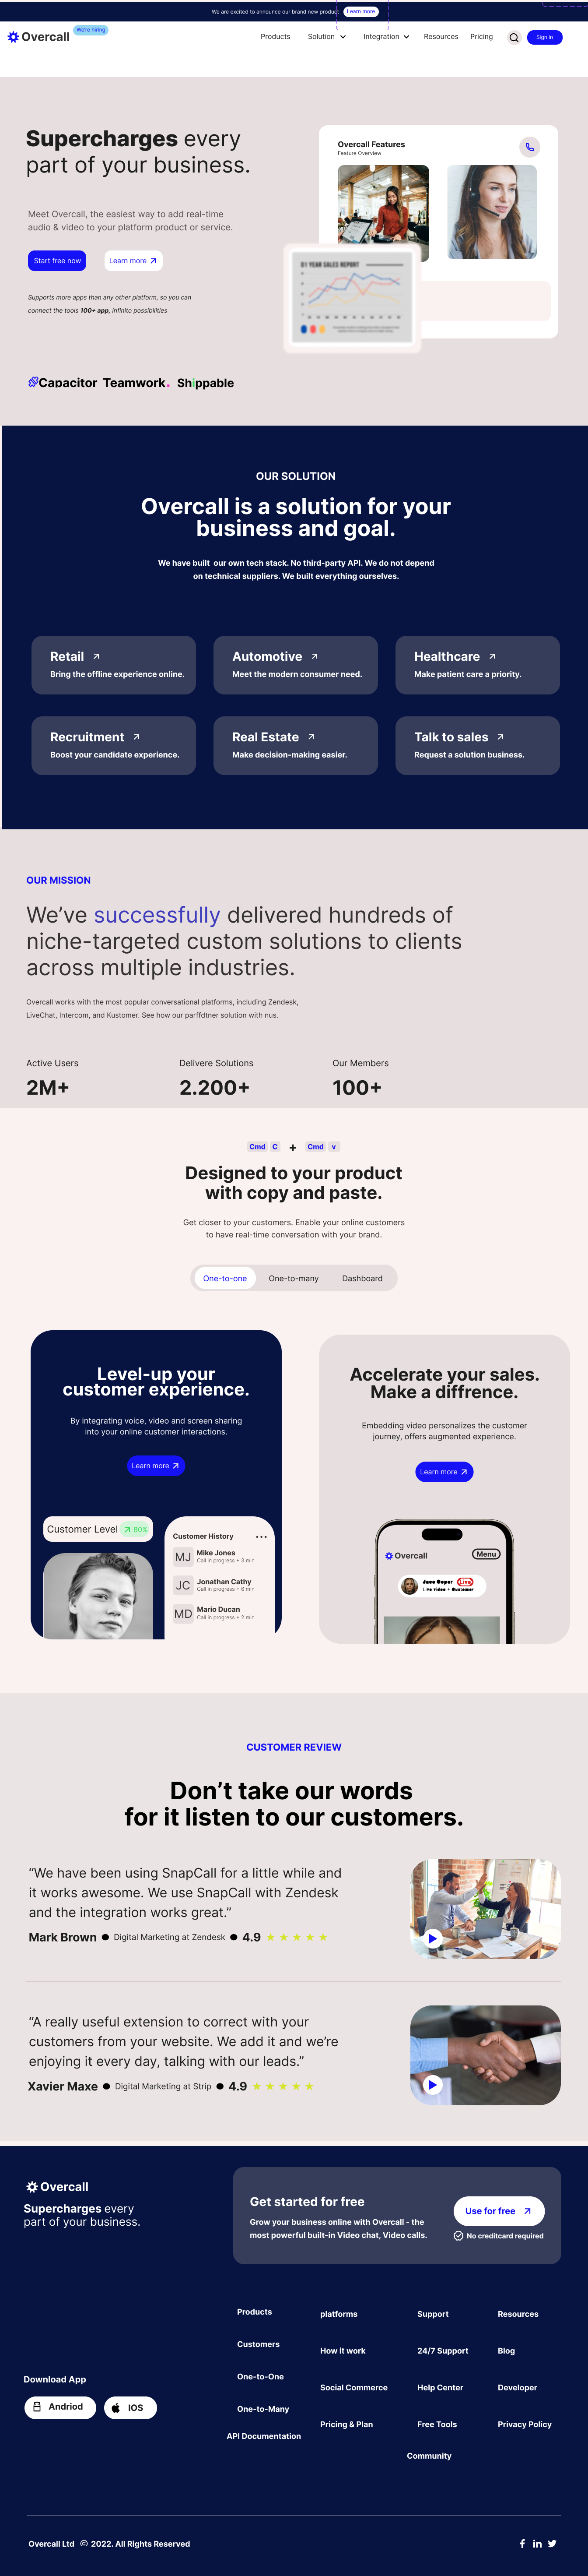 We are excited to announce our brand new product
Learn more
Overcall
We're hiring
Products
Solution
Integration
Resources
Pricing
Sign in
Supercharges every
part of your business.
Meet Overcall, the easiest way to add real-time
audio & video to your platform product or service.
Start free now
Learn more
Supports more apps than any other platform, so you can
connect the tools 100+ app, infinito possibilities
Capacitor
Teamwork.
Shippable
Overcall Features
Feature Overview
01 YEAR SALES REPORT
OUR SOLUTION
Overcall is a solution for your
business and goal.
We have built our own tech stack. No third-party API. We do not depend
on technical suppliers. We built everything ourselves.
Retail
Bring the offline experience online.
Automotive
Meet the modern consumer need.
Healthcare
Make patient care a priority.
Recruitment
Boost your candidate experience.
Real Estate
Make decision-making easier.
Talk to sales
Request a solution business.
OUR MISSION
We've successfully delivered hundreds of
niche-targeted custom solutions to clients
across multiple industries.
Overcall works with the most popular conversational platforms, including Zendesk,
LiveChat, Intercom, and Kustomer. See how our parffdtner solution with nus.
Active Users
2M+
Delivere Solutions
2.200+
Our Members
100+
Cmd C + Cmd v
Designed to your product
with copy and paste.
Get closer to your customers. Enable your online customers
to have real-time conversation with your brand.
One-to-one
One-to-many
Dashboard
Level-up your
customer experience.
By integrating voice, video and screen sharing
into your online customer interactions.
Learn more
Customer Level
80%
Customer History
MJ
Mike Jones
Call in progress • 3 min
JC
Jonathan Cathy
Call in progress • 6 min
MD
Mario Ducan
Call in progress • 2 min
Accelerate your sales.
Make a diffrence.
Embedding video personalizes the customer
journey, offers augmented experience.
Learn more
Overcall
Menu
Jane Cooper
Live
Live video • Customer
CUSTOMER REVIEW
Don't take our words
for it listen to our customers.
“We have been using SnapCall for a little while and
it works awesome. We use SnapCall with Zendesk
and the integration works great.”
Mark Brown ● Digital Marketing at Zendesk ● 4.9 ★ ★ ★ ★ ★
“A really useful extension to correct with your
customers from your website. We add it and we're
enjoying it every day, talking with our leads.”
Xavier Maxe ● Digital Marketing at Strip ● 4.9 ★ ★ ★ ★ ★
Overcall
Supercharges every
part of your business.
Get started for free
Grow your business online with Overcall - the
most powerful built-in Video chat, Video calls.
Use for free
No creditcard required
Download App
Andriod
IOS
Products
Customers
One-to-One
One-to-Many
API Documentation
platforms
How it work
Social Commerce
Pricing & Plan
Support
24/7 Support
Help Center
Free Tools
Community
Resources
Blog
Developer
Privacy Policy
Overcall Ltd © 2022. All Rights Reserved